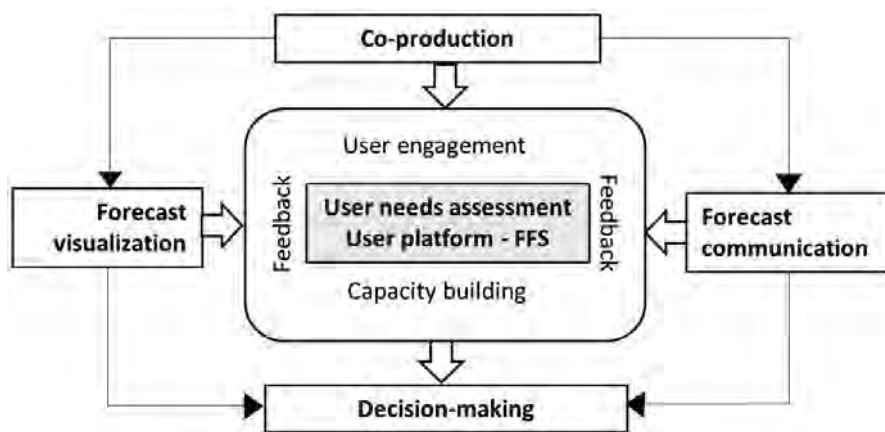 Co-production
User engagement
Forecast
visualization
Feedback
User needs assessment
User platform - FFS
Feedback
Forecast
communication
Capacity building
Decision-making